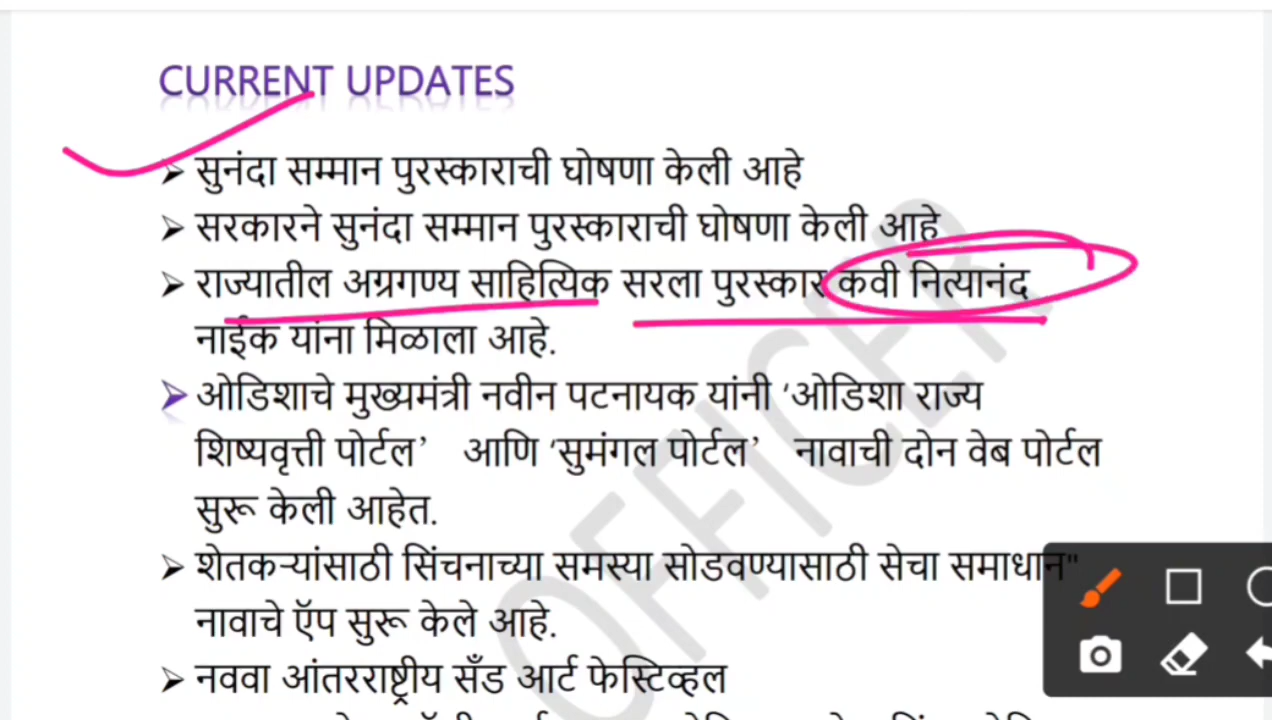 CURRENT UPDATES
➢ सुनंदा सम्मान पुरस्काराची घोषणा केली आहे
➢ सरकारने सुनंदा सम्मान पुरस्काराची घोषणा केली आहे
➢ राज्यातील अग्रगण्य साहित्यिक सरला पुरस्कार कवी नित्यानंद
नाईक यांना मिळाला आहे.
➢ ओडिशाचे मुख्यमंत्री नवीन पटनायक यांनी 'ओडिशा राज्य
शिष्यवृत्ती पोर्टल’ आणि 'सुमंगल पोर्टल’ नावाची दोन वेब पोर्टल
सुरू केली आहेत.
➢ शेतकऱ्यांसाठी सिंचनाच्या समस्या सोडवण्यासाठी सेचा समाधान"
नावाचे ऍप सुरू केले आहे.
➢ नववा आंतरराष्ट्रीय सँड आर्ट फेस्टिव्हल
OFFICER